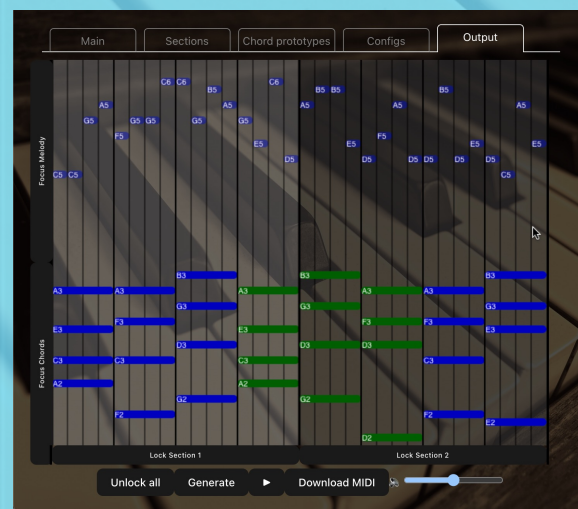 Main Sections Chord prototypes Configs Output
C6 C6 C6
B5 B5 B5 B5
A5 A5 A5 A5 A5
G5 G5 G5 G5 G5
F5 F5
E5 E5 E5 E5
D5 D5 D5 D5 D5 D5
C5 C5 C5
Focus Melody
B3 B3 B3
A3 A3 A3 A3 A3
G3 G3 G3
F3 F3 F3
E3 E3 E3
D3 D3 D3
C3 C3 C3 C3
A2 A2
G2 G2
F2 F2
E2
D2
Focus Chords
Lock Section 1 Lock Section 2
Unlock all Generate Download MIDI